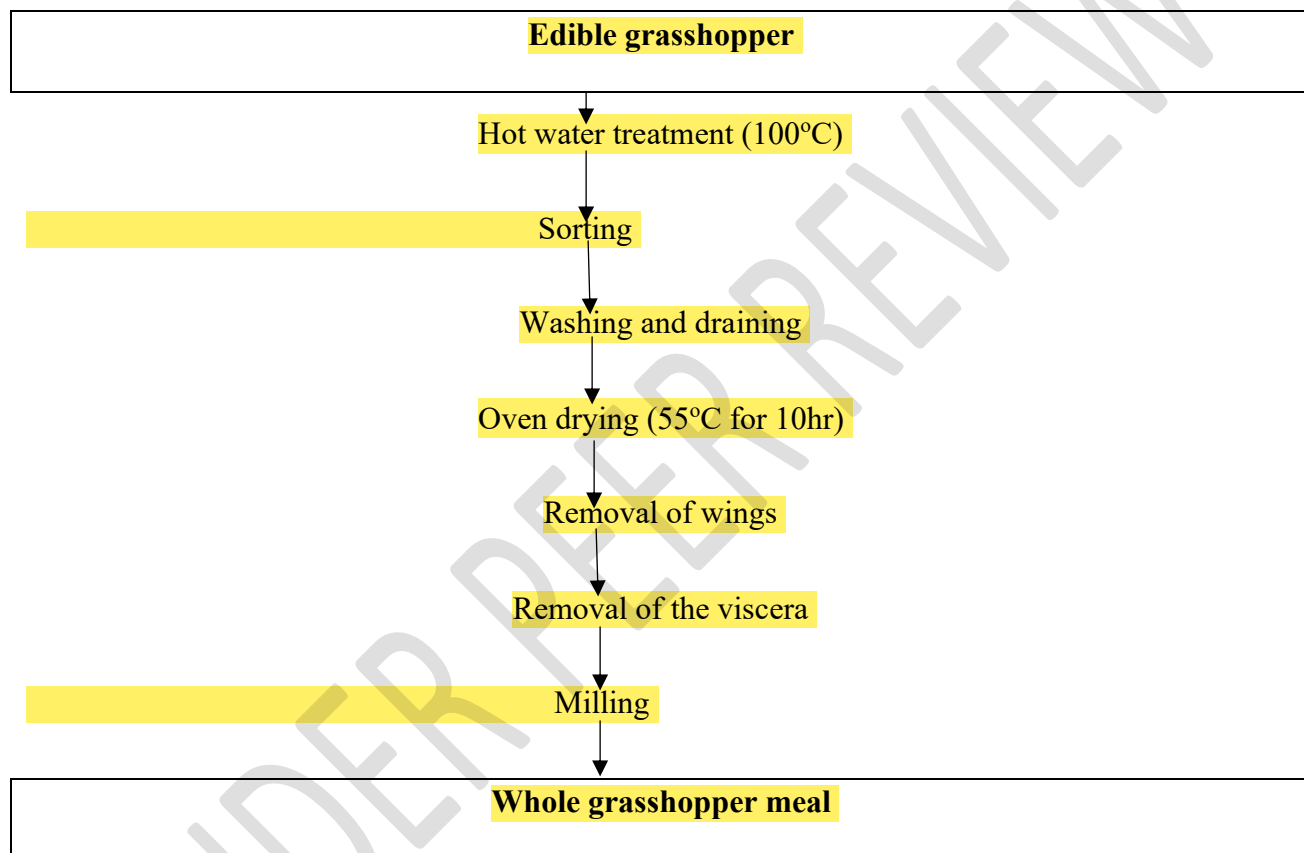 Edible grasshopper
Hot water treatment (100ºC)
Sorting
Washing and draining
Oven drying (55ºC for 10hr)
Removal of wings
Removal of the viscera
Milling
Whole grasshopper meal
UNDER PEER REVIEW